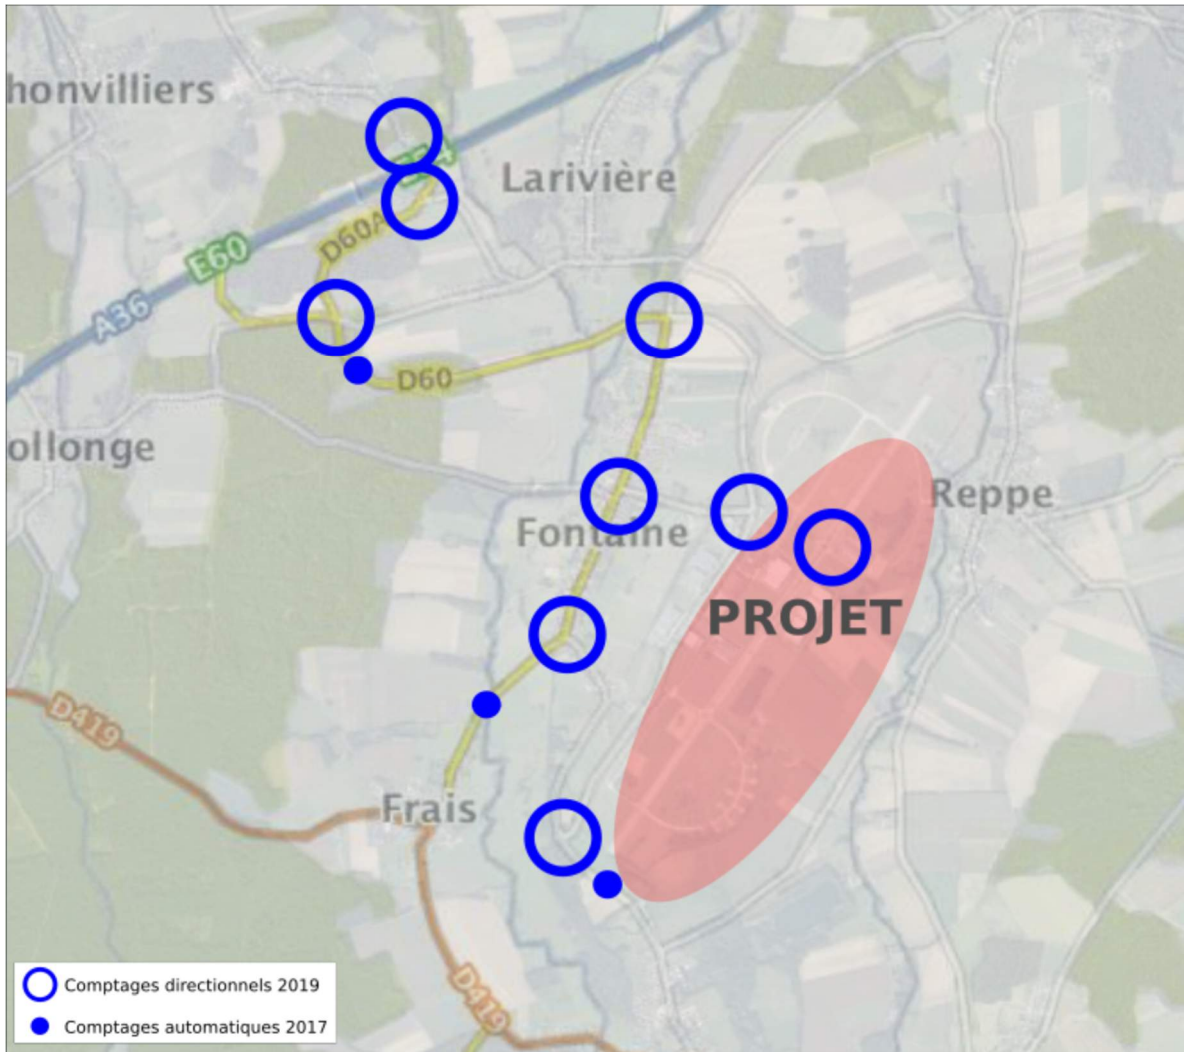 honvilliers
Larivière
D60A
E60
A36
D60
ollonge
Reppe
Fontaine
PROJET
D419
Frais
D419
Comptages directionnels 2019
Comptages automatiques 2017